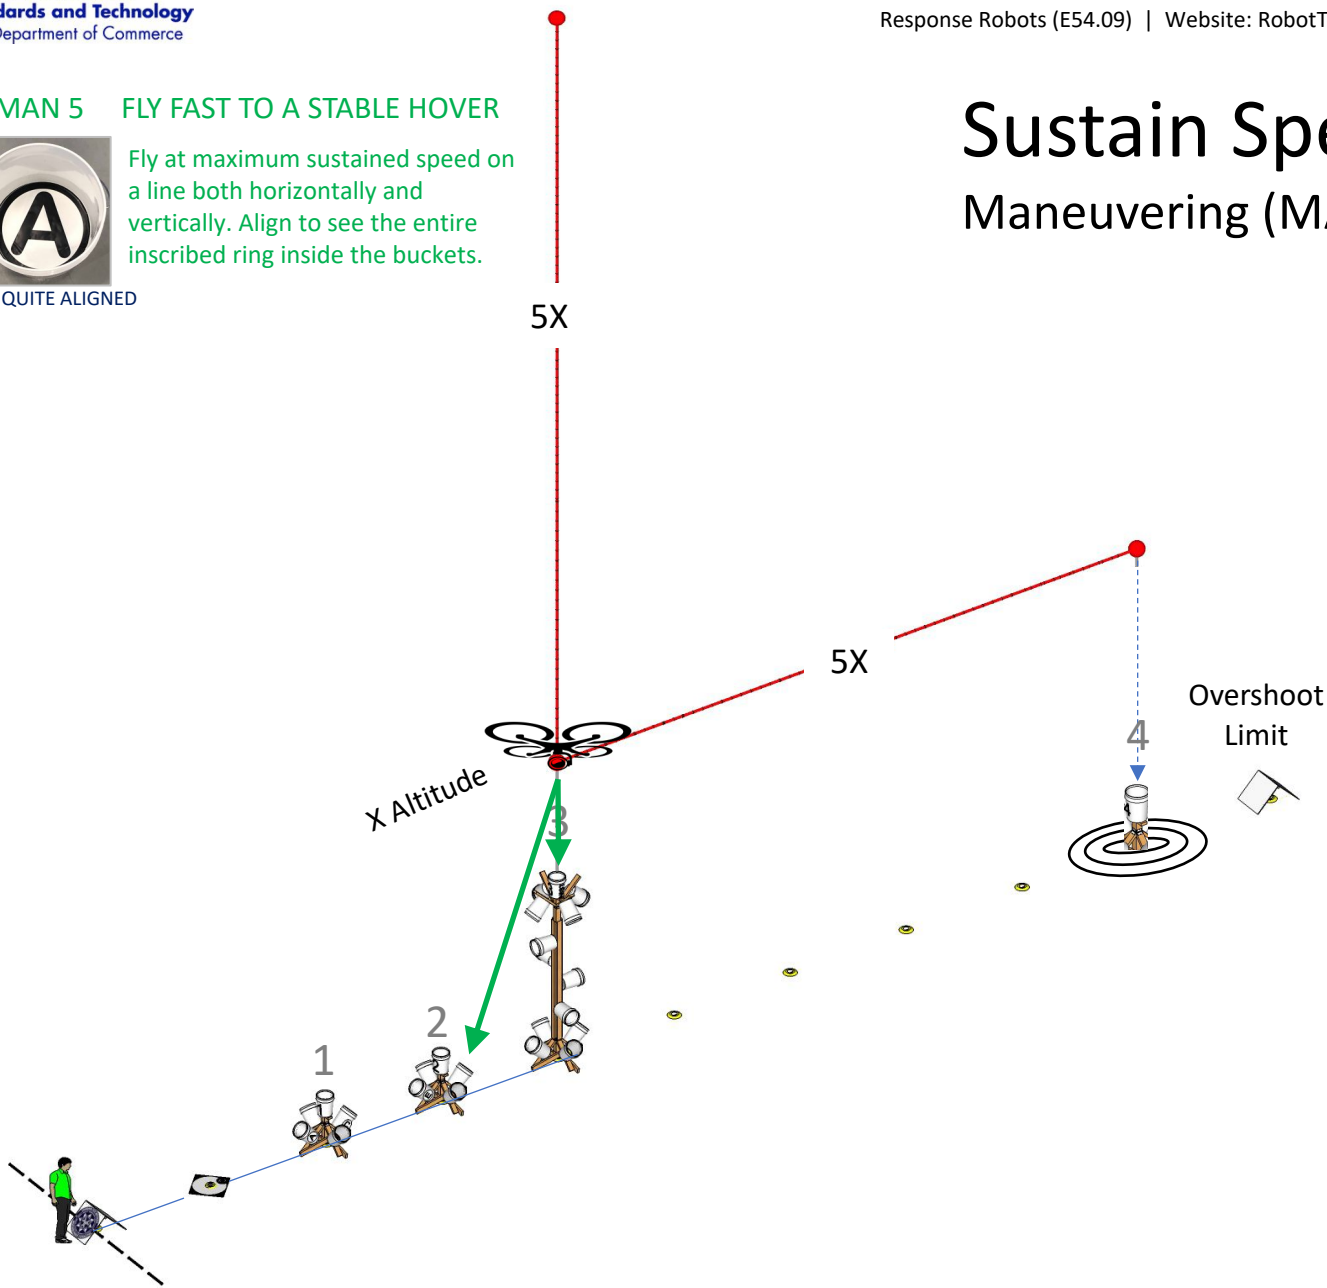 dards and Technology
Department of Commerce
Response Robots (E54.09) | Website: RobotT
MAN 5 FLY FAST TO A STABLE HOVER
Fly at maximum sustained speed on
a line both horizontally and
vertically. Align to see the entire
inscribed ring inside the buckets.
A
QUITE ALIGNED
Sustain Spe
Maneuvering (MA
5X
5X
Overshoot
Limit
4
X Altitude
3
2
1